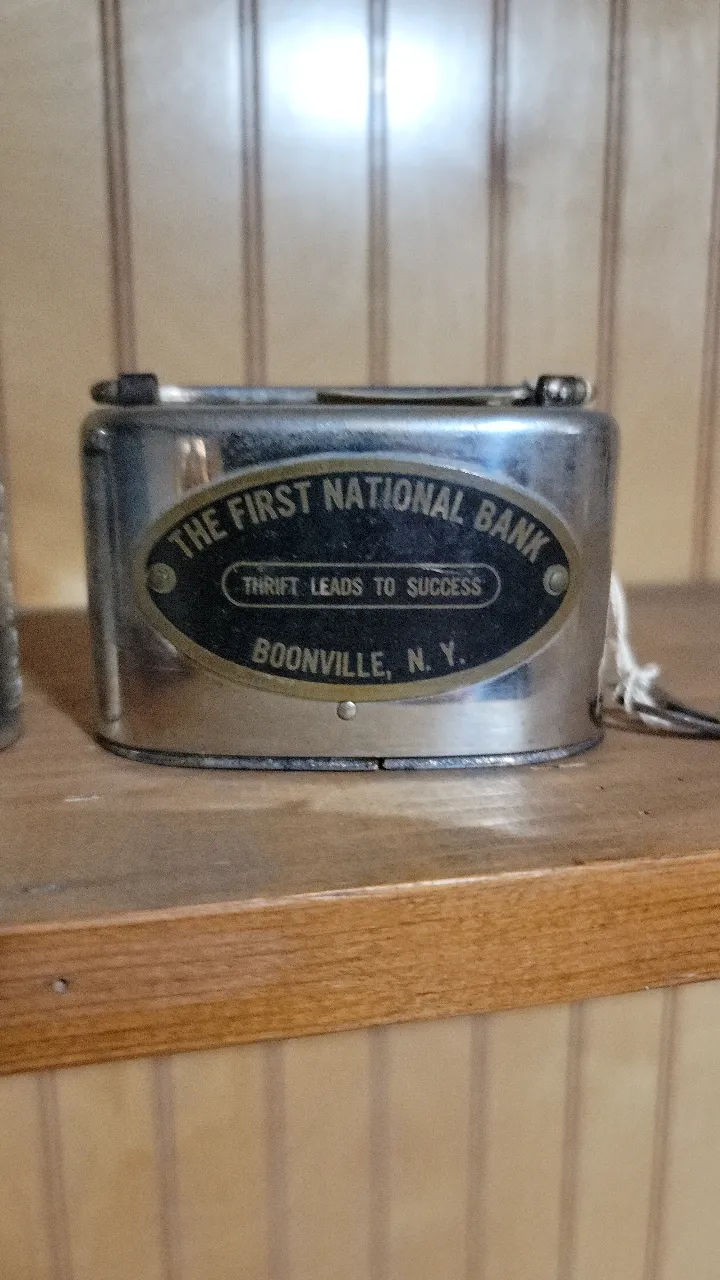 THE FIRST NATIONAL BANK
THRIFT LEADS TO SUCCESS
BOONVILLE, N. Y.